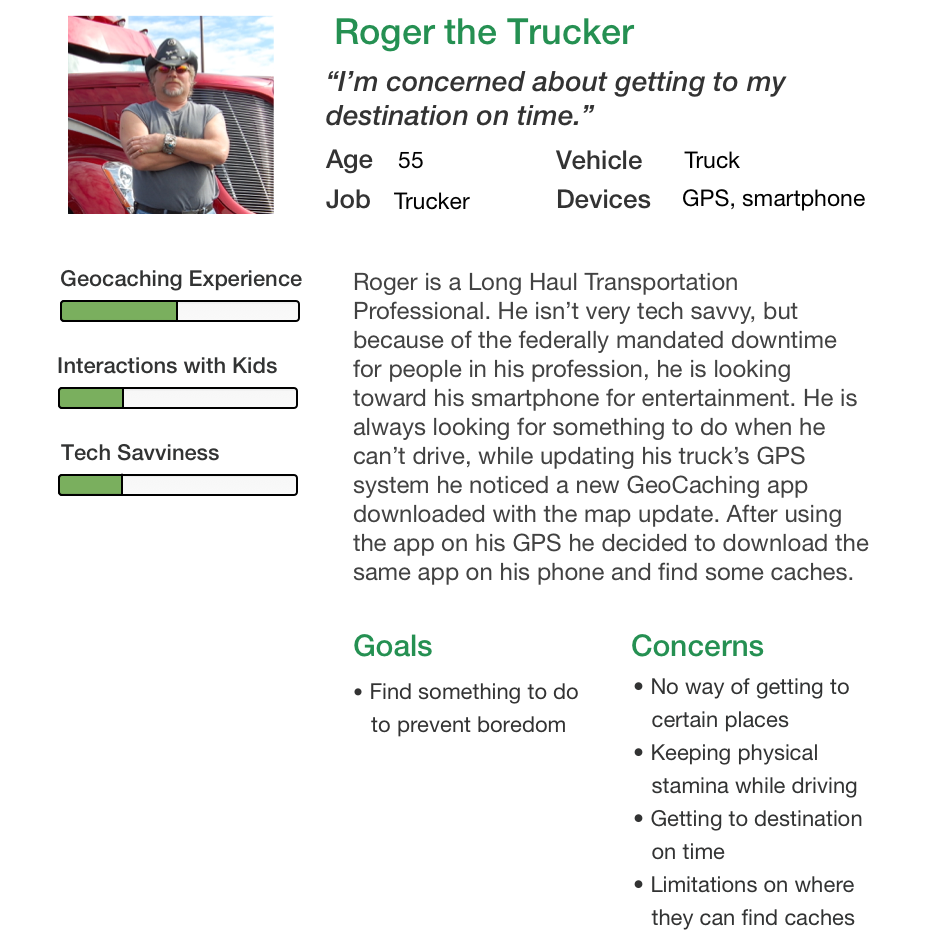 Roger the Trucker
“I’m concerned about getting to my
destination on time.”
Age 55 Vehicle Truck
Job Trucker Devices GPS, smartphone
Geocaching Experience
Interactions with Kids
Tech Savviness
Roger is a Long Haul Transportation
Professional. He isn’t very tech savvy, but
because of the federally mandated downtime
for people in his profession, he is looking
toward his smartphone for entertainment. He is
always looking for something to do when he
can’t drive, while updating his truck’s GPS
system he noticed a new GeoCaching app
downloaded with the map update. After using
the app on his GPS he decided to download the
same app on his phone and find some caches.
Goals
• Find something to do
to prevent boredom
Concerns
• No way of getting to
certain places
• Keeping physical
stamina while driving
• Getting to destination
on time
• Limitations on where
they can find caches